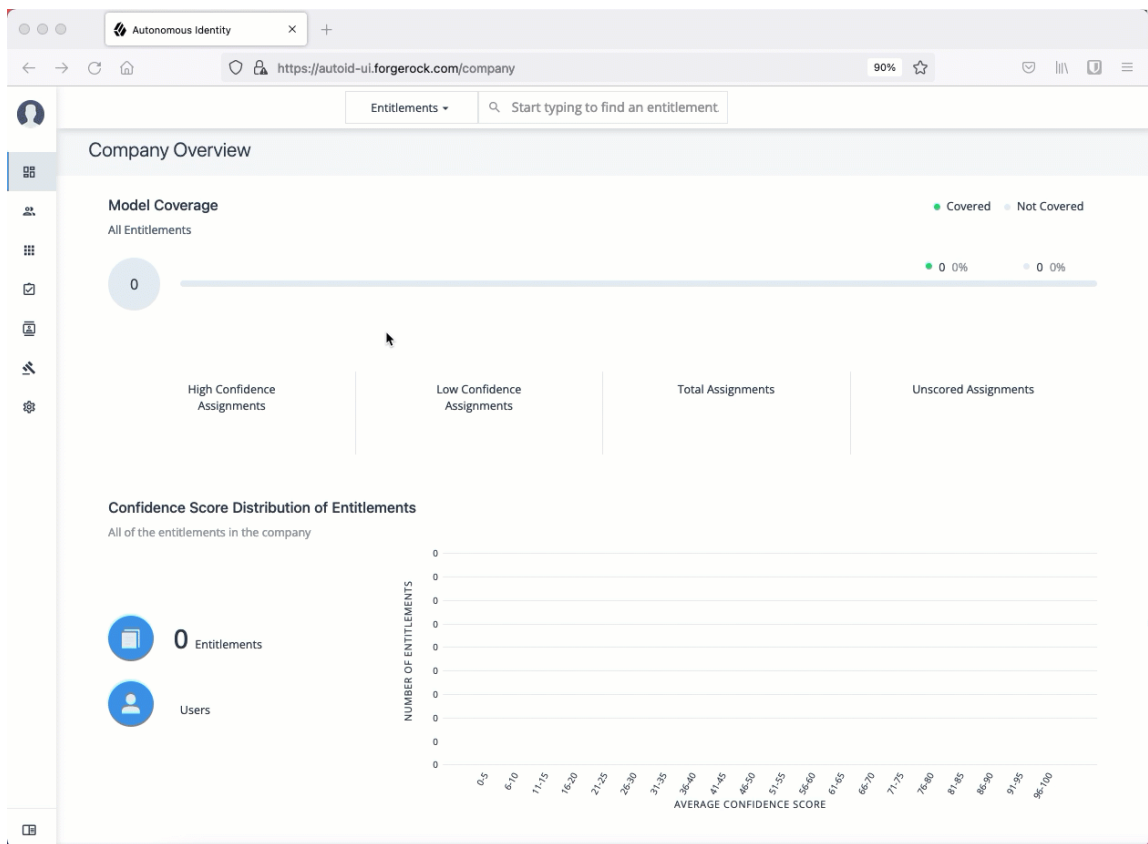 Autonomous Identity
https://autoid-ui.forgerock.com/company
90%
Entitlements
Start typing to find an entitlement
Company Overview
Model Coverage
Covered
Not Covered
All Entitlements
0
0 0%
0 0%
High Confidence
Assignments
Low Confidence
Assignments
Total Assignments
Unscored Assignments
Confidence Score Distribution of Entitlements
All of the entitlements in the company
0 Entitlements
Users
NUMBER OF ENTITLEMENTS
0
0
0
0
0
0
0
0
0
0
0-5
6-10
11-15
16-20
21-25
26-30
31-35
36-40
41-45
46-50
51-55
56-60
61-65
66-70
71-75
76-80
81-85
86-90
91-95
96-100
AVERAGE CONFIDENCE SCORE